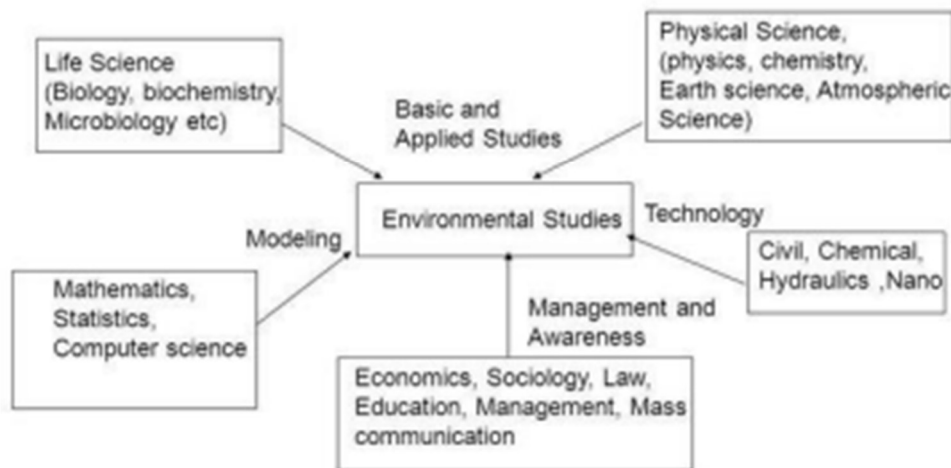 Life Science
(Biology, biochemistry,
Microbiology etc)
Basic and
Applied Studies
Physical Science,
(physics, chemistry,
Earth science, Atmospheric
Science)
Environmental Studies
Technology
Modeling
Civil, Chemical,
Hydraulics ,Nano
Mathematics,
Statistics,
Computer science
Management and
Awareness
Economics, Sociology, Law,
Education, Management, Mass
communication